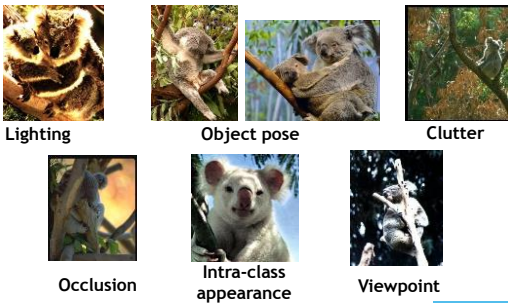 Lighting
Object pose
Clutter
Occlusion
Intra-class
appearance
Viewpoint